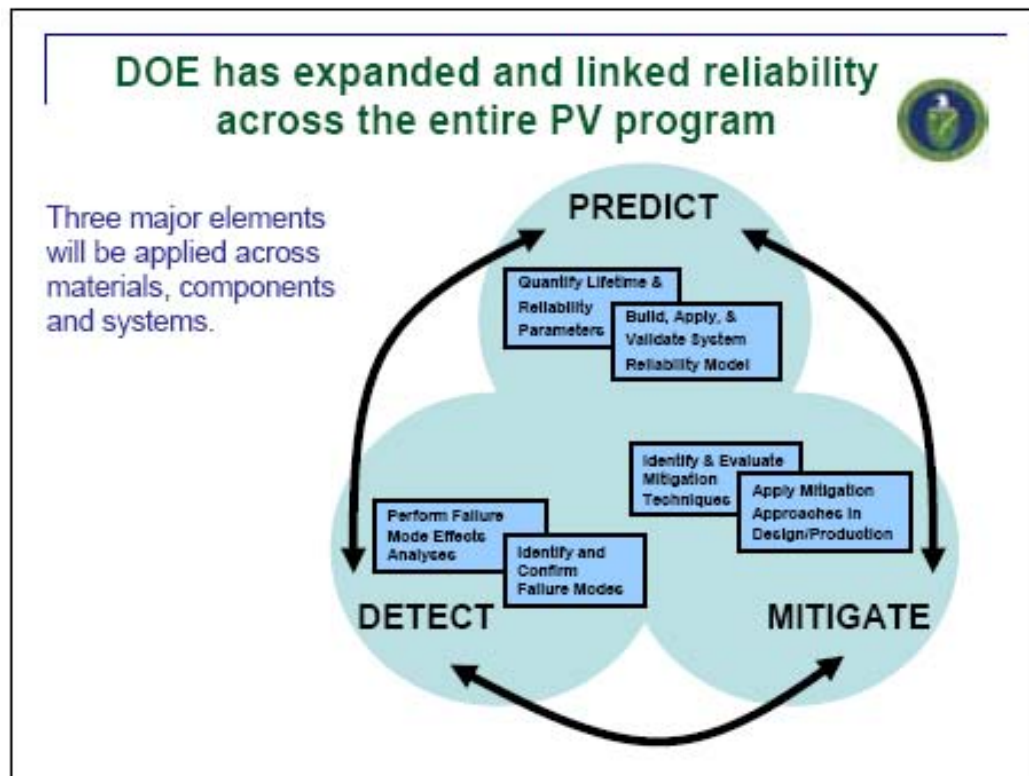 DOE has expanded and linked reliability
across the entire PV program
Three major elements
will be applied across
materials, components
and systems.
PREDICT
Quantify Lifetime &
Reliability
Parameters
Build, Apply, &
Validate System
Reliability Model
Identify & Evaluate
Mitigation
Techniques
Apply Mitigation
Approaches in
Design/Production
Perform Failure
Mode Effects
Analyses
Identify and
Confirm
Failure Modes
DETECT
MITIGATE